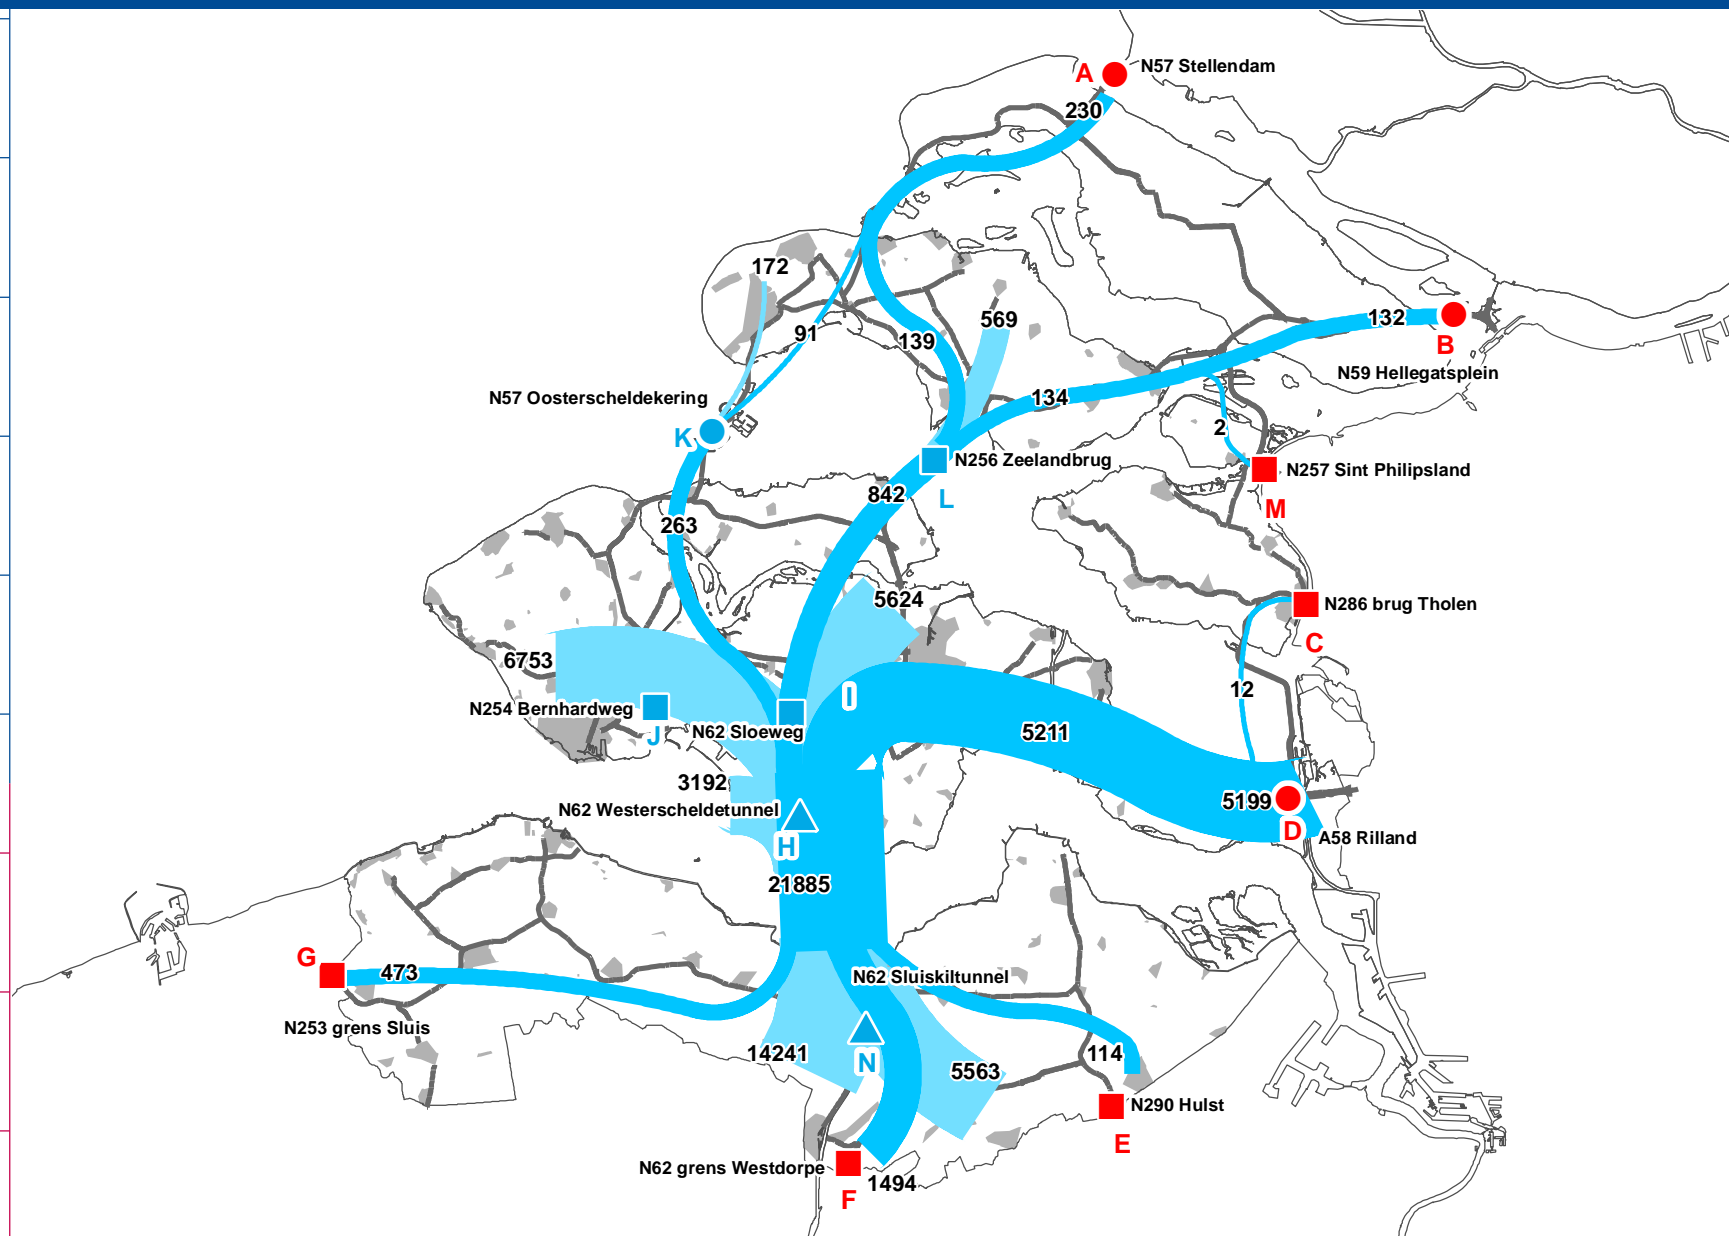 A
N57 Stellendam
230
172
91
139
569
132
B
N59 Hellegatsplein
N57 Oosterscheldekering
K
134
2
N256 Zeelandbrug
L
N257 Sint Philipsland
M
842
263
5624
N286 brug Tholen
C
6753
12
N254 Bernhardweg
J
N62 Sloeweg
I
5211
3192
N62 Westerscheldetunnel
H
5199
D
A58 Rilland
21885
G
473
N62 Sluiskiltunnel
N253 grens Sluis
14241
N
5563
114
N290 Hulst
E
N62 grens Westdorpe
F
1494